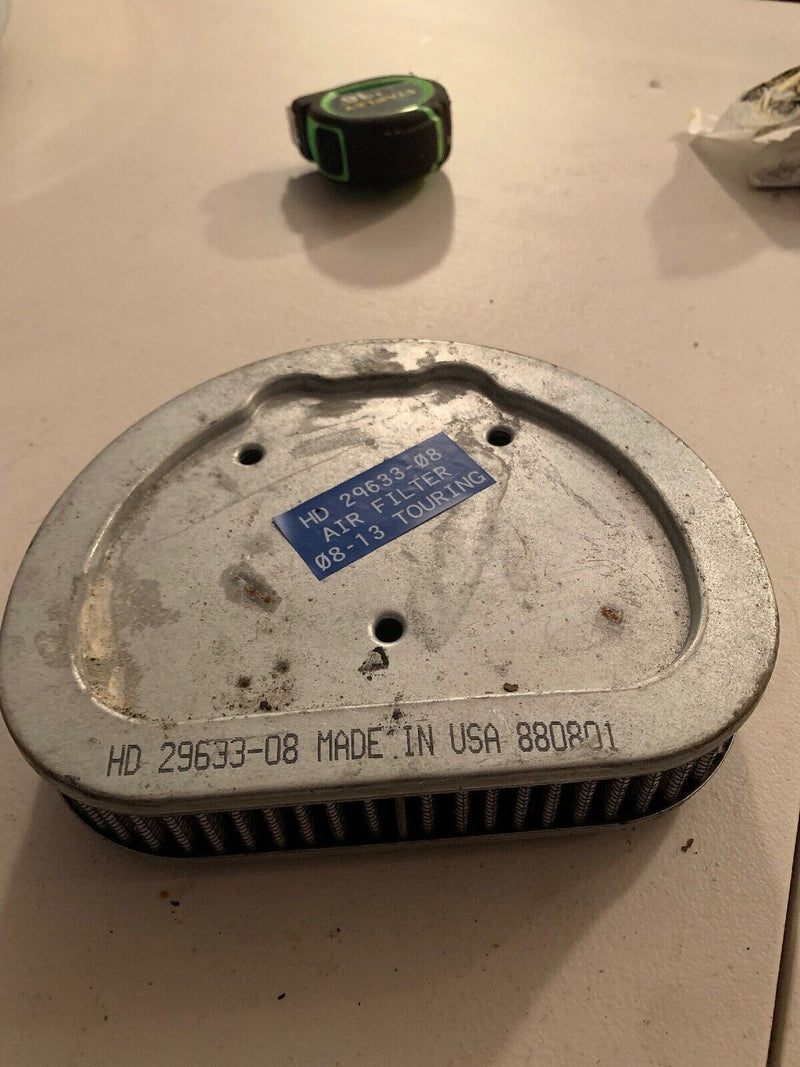 HD 29633-08
AIR FILTER
08-13 TOURING
HD 29633-08 MADE IN USA 880801